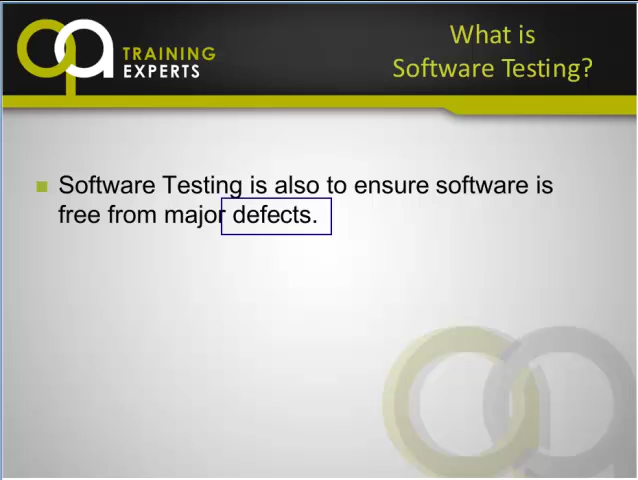 What is
Software Testing?
TRAINING
EXPERTS
Software Testing is also to ensure software is
free from major defects.